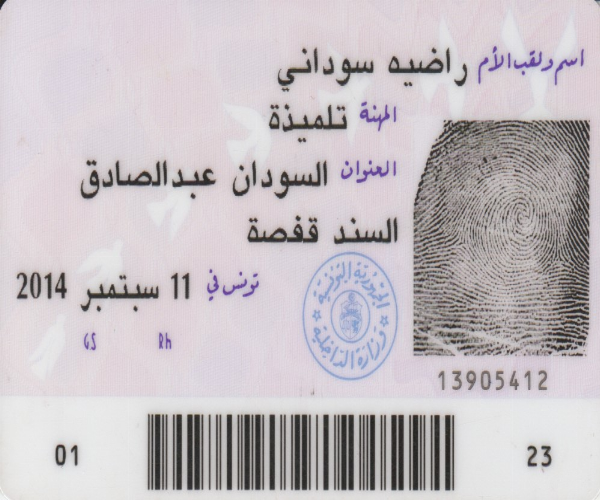 اسم ولقب الأم راضيه سوداني
المهنة تلميذة
العنوان السودان عبدالصادق
السند قفصة
تونس في 11 سبتمبر 2014
GS Rh
الجمهورية التونسية
وزارة الداخلية
13905412
01 23